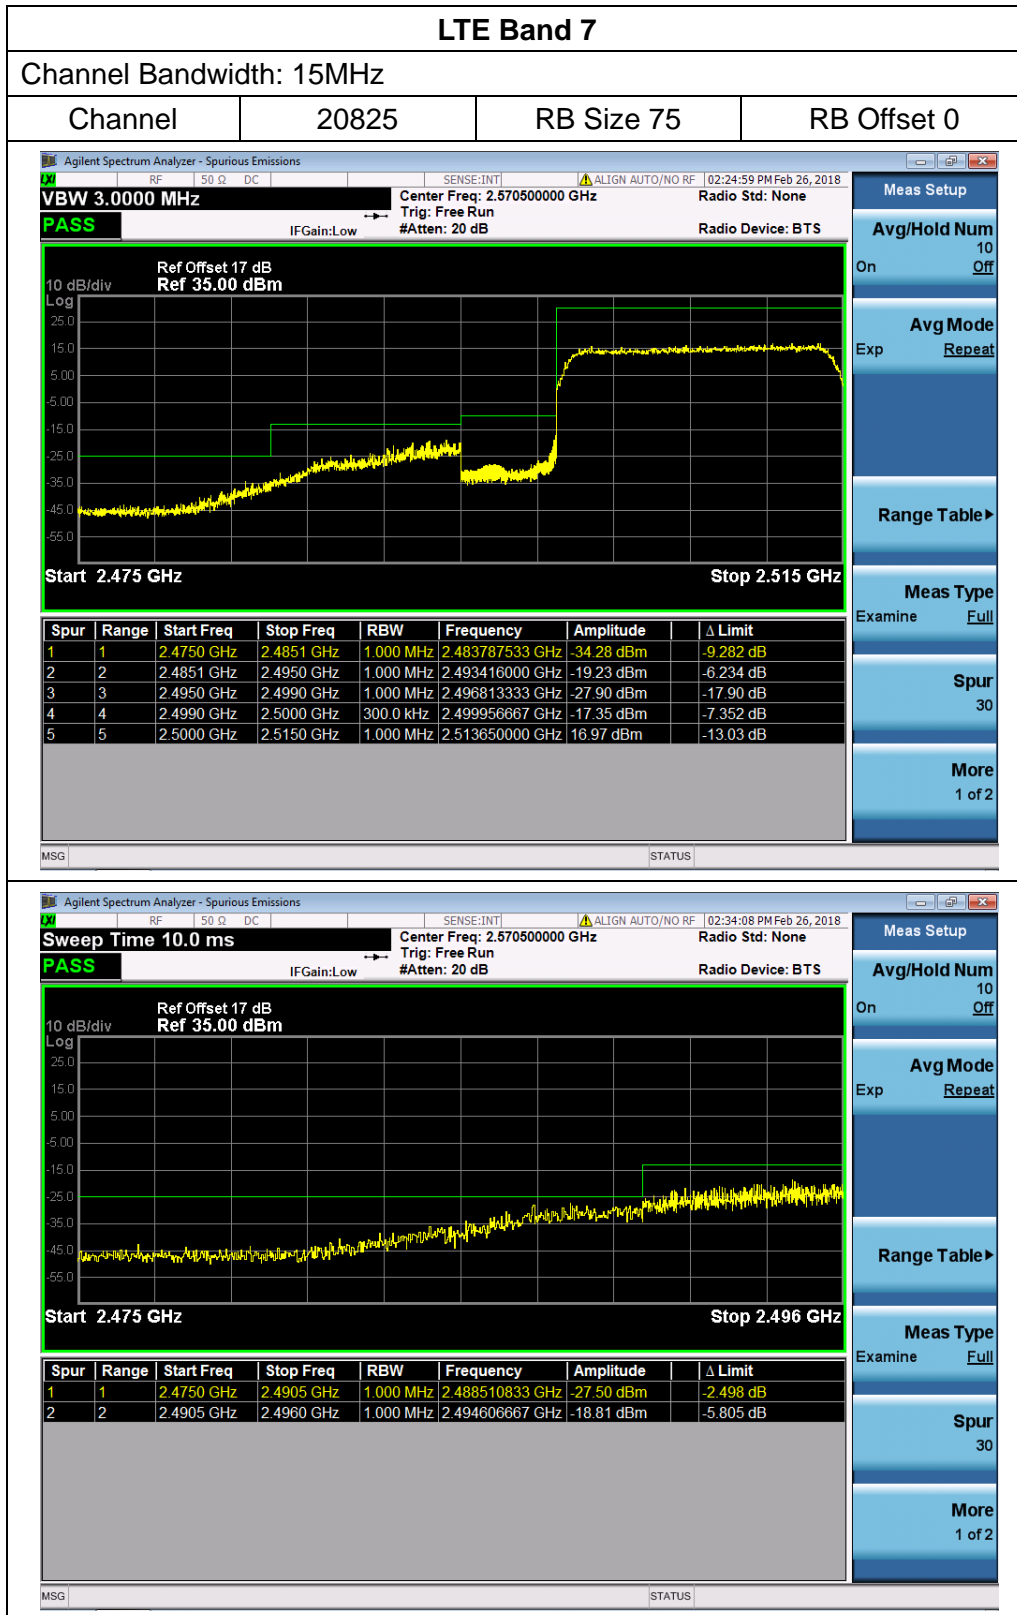 LTE Band 7
Channel Bandwidth: 15MHz
Channel 20825 RB Size 75 RB Offset 0
Agilent Spectrum Analyzer - Spurious Emissions
LXI RF 50 Ω DC SENSE:INT ALIGN AUTO/NO RF 02:24:59 PM Feb 26, 2018
VBW 3.0000 MHz Center Freq: 2.570500000 GHz Radio Std: None
Trig: Free Run
PASS IFGain:Low #Atten: 20 dB Radio Device: BTS
Ref Offset 17 dB
10 dB/div Ref 35.00 dBm
Log
25.0
15.0
5.00
-5.00
-15.0
-25.0
-35.0
-45.0
-55.0
Start 2.475 GHz Stop 2.515 GHz
Spur Range Start Freq Stop Freq RBW Frequency Amplitude Δ Limit
1 1 2.4750 GHz 2.4851 GHz 1.000 MHz 2.483787533 GHz -34.28 dBm -9.282 dB
2 2 2.4851 GHz 2.4950 GHz 1.000 MHz 2.493416000 GHz -19.23 dBm -6.234 dB
3 3 2.4950 GHz 2.4990 GHz 1.000 MHz 2.496813333 GHz -27.90 dBm -17.90 dB
4 4 2.4990 GHz 2.5000 GHz 300.0 kHz 2.499956667 GHz -17.35 dBm -7.352 dB
5 5 2.5000 GHz 2.5150 GHz 1.000 MHz 2.513650000 GHz 16.97 dBm -13.03 dB
MSG STATUS
Meas Setup
Avg/Hold Num
10
On Off
Avg Mode
Exp Repeat
Range Table
Meas Type
Examine Full
Spur
30
More
1 of 2
Agilent Spectrum Analyzer - Spurious Emissions
LXI RF 50 Ω DC SENSE:INT ALIGN AUTO/NO RF 02:34:08 PM Feb 26, 2018
Sweep Time 10.0 ms Center Freq: 2.570500000 GHz Radio Std: None
Trig: Free Run
PASS IFGain:Low #Atten: 20 dB Radio Device: BTS
Ref Offset 17 dB
10 dB/div Ref 35.00 dBm
Log
25.0
15.0
5.00
-5.00
-15.0
-25.0
-35.0
-45.0
-55.0
Start 2.475 GHz Stop 2.496 GHz
Spur Range Start Freq Stop Freq RBW Frequency Amplitude Δ Limit
1 1 2.4750 GHz 2.4905 GHz 1.000 MHz 2.488510833 GHz -27.50 dBm -2.498 dB
2 2 2.4905 GHz 2.4960 GHz 1.000 MHz 2.494606667 GHz -18.81 dBm -5.805 dB
MSG STATUS
Meas Setup
Avg/Hold Num
10
On Off
Avg Mode
Exp Repeat
Range Table
Meas Type
Examine Full
Spur
30
More
1 of 2